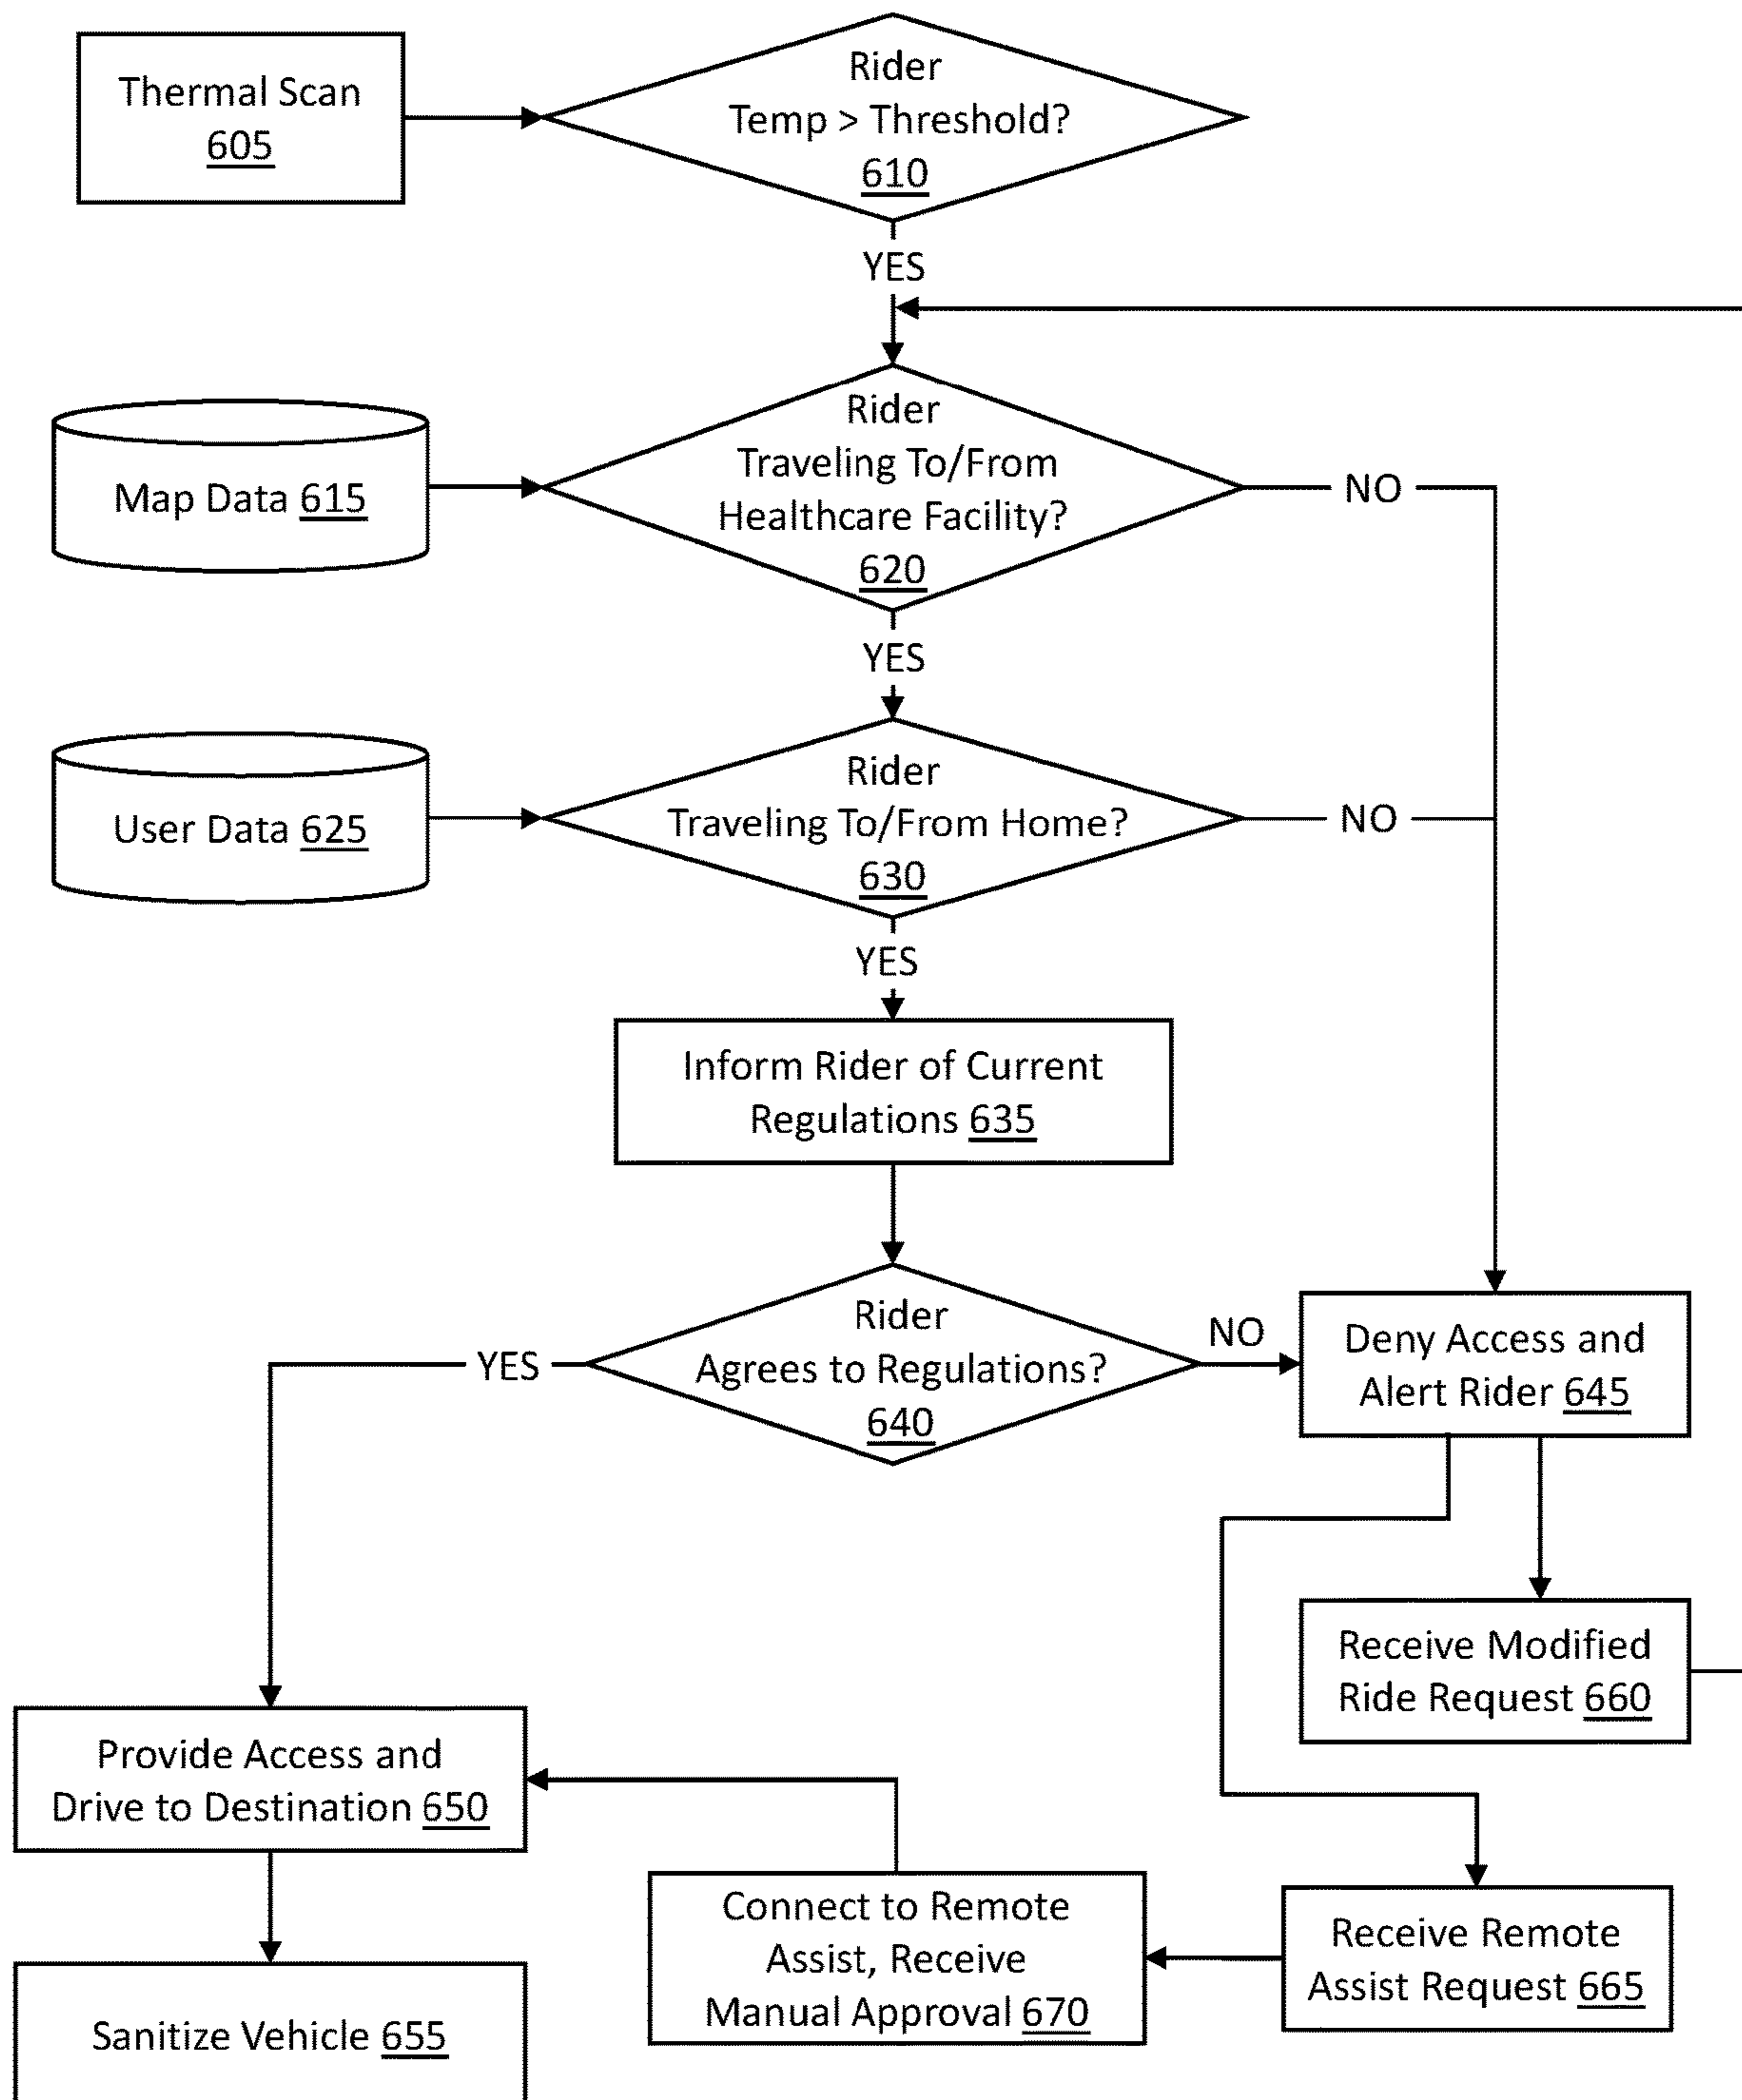 Thermal Scan
605
Rider
Temp > Threshold?
610
YES
Rider
Traveling To/From
Healthcare Facility?
620
NO
Map Data 615
YES
Rider
Traveling To/From Home?
630
NO
User Data 625
YES
Inform Rider of Current
Regulations 635
Rider
Agrees to Regulations?
640
YES
NO
Deny Access and
Alert Rider 645
Receive Modified
Ride Request 660
Provide Access and
Drive to Destination 650
Connect to Remote
Assist, Receive
Manual Approval 670
Receive Remote
Assist Request 665
Sanitize Vehicle 655